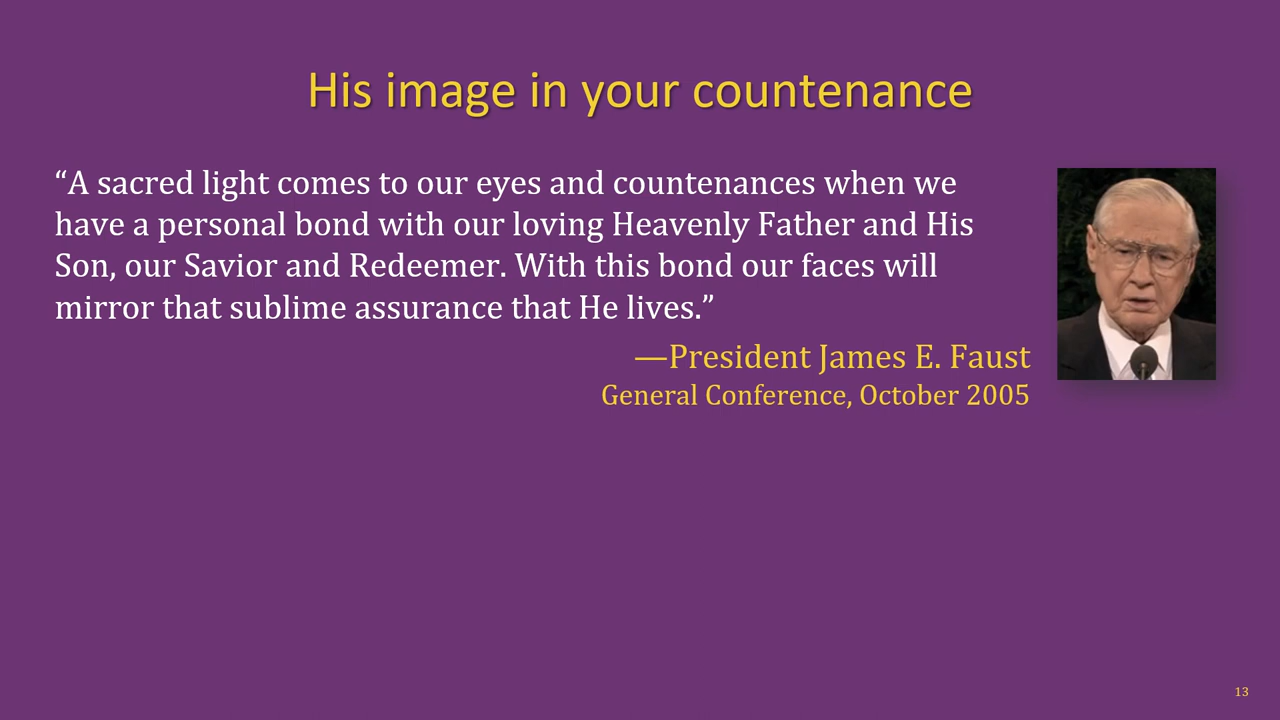 His image in your countenance
“A sacred light comes to our eyes and countenances when we
have a personal bond with our loving Heavenly Father and His
Son, our Savior and Redeemer. With this bond our faces will
mirror that sublime assurance that He lives.”
—President James E. Faust
General Conference, October 2005
13